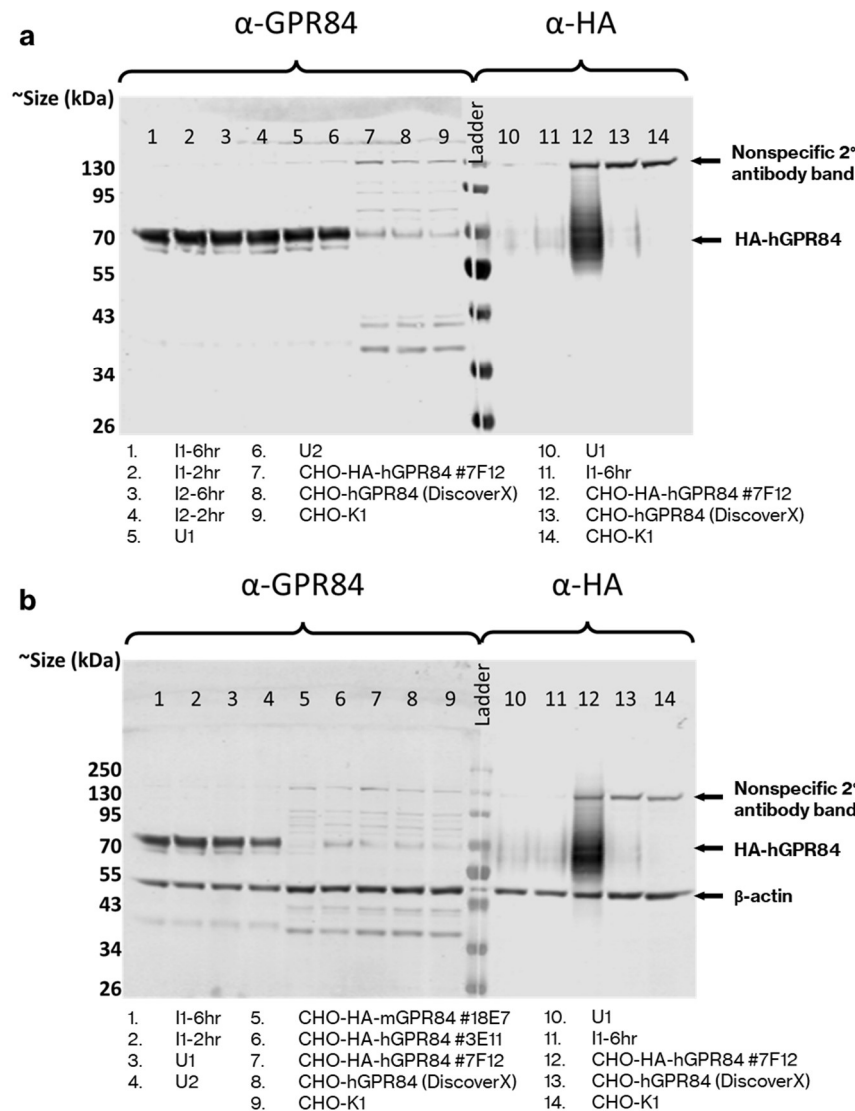 a
α-GPR84 α-HA
~Size (kDa)
1 2 3 4 5 6 7 8 9 Ladder 10 11 12 13 14
130
95
70
55
43
34
26
Nonspecific 2°
antibody band
HA-hGPR84
1. I1-6hr 6. U2 10. U1
2. I1-2hr 7. CHO-HA-hGPR84 #7F12 11. I1-6hr
3. I2-6hr 8. CHO-hGPR84 (DiscoverX) 12. CHO-HA-hGPR84 #7F12
4. I2-2hr 9. CHO-K1 13. CHO-hGPR84 (DiscoverX)
5. U1 14. CHO-K1
b
α-GPR84 α-HA
~Size (kDa)
1 2 3 4 5 6 7 8 9 Ladder 10 11 12 13 14
250
130
95
70
55
43
34
26
Nonspecific 2°
antibody band
HA-hGPR84
β-actin
1. I1-6hr 5. CHO-HA-mGPR84 #18E7 10. U1
2. I1-2hr 6. CHO-HA-hGPR84 #3E11 11. I1-6hr
3. U1 7. CHO-HA-hGPR84 #7F12 12. CHO-HA-hGPR84 #7F12
4. U2 8. CHO-hGPR84 (DiscoverX) 13. CHO-hGPR84 (DiscoverX)
9. CHO-K1 14. CHO-K1